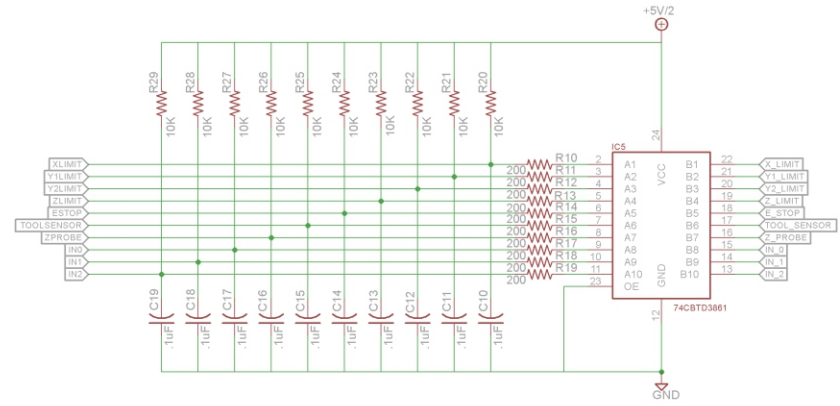 +5V/2
R29 R28 R27 R26 R25 R24 R23 R22 R21 R20
10K 10K 10K 10K 10K 10K 10K 10K 10K 10K
24
IC5
VCC
XLIMIT R10 2 A1 B1 22 X_LIMIT
200
Y1LIMIT R11 3 A2 B2 21 Y1_LIMIT
200
Y2LIMIT R12 4 A3 B3 20 Y2_LIMIT
200
ZLIMIT R13 5 A4 B4 19 Z_LIMIT
200
ESTOP R14 6 A5 B5 18 E_STOP
200
TOOLSENSOR R15 7 A6 B6 17 TOOL_SENSOR
200
ZPROBE R16 8 A7 B7 16 Z_PROBE
200
IN0 R17 9 A8 B8 15 IN_0
200
IN1 R18 10 A9 B9 14 IN_1
200
IN2 R19 11 A10 B10 13 IN_2
200
23 OE
GND
C19 C18 C17 C16 C15 C14 C13 C12 C11 C10
.1uF .1uF .1uF .1uF .1uF .1uF .1uF .1uF .1uF .1uF
12
74CBTD3861
GND